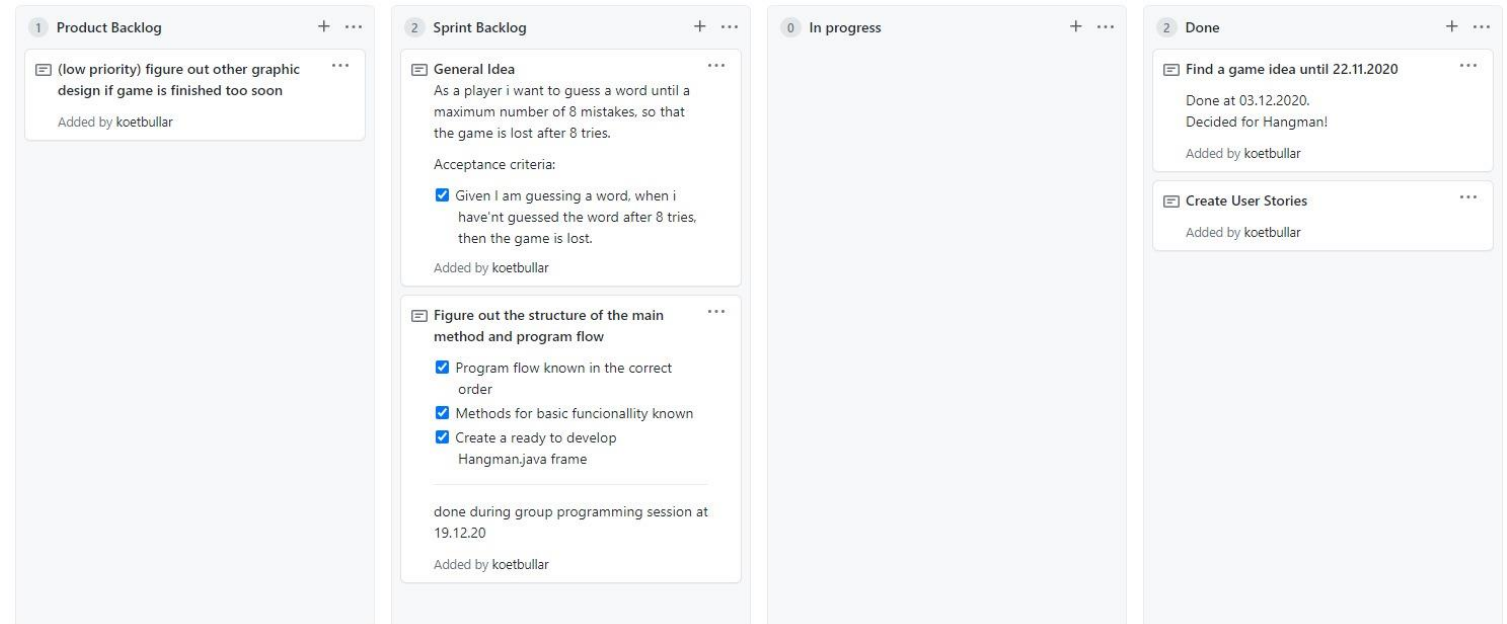 1 Product Backlog
(low priority) figure out other graphic
design if game is finished too soon
Added by koetbullar
2 Sprint Backlog
General Idea
As a player i want to guess a word until a
maximum number of 8 mistakes, so that
the game is lost after 8 tries.
Acceptance criteria:
Given I am guessing a word, when i
have'nt guessed the word after 8 tries,
then the game is lost.
Added by koetbullar
Figure out the structure of the main
method and program flow
Program flow known in the correct
order
Methods for basic funcionallity known
Create a ready to develop
Hangman.java frame
done during group programming session at
19.12.20
Added by koetbullar
0 In progress
2 Done
Find a game idea until 22.11.2020
Done at 03.12.2020.
Decided for Hangman!
Added by koetbullar
Create User Stories
Added by koetbullar